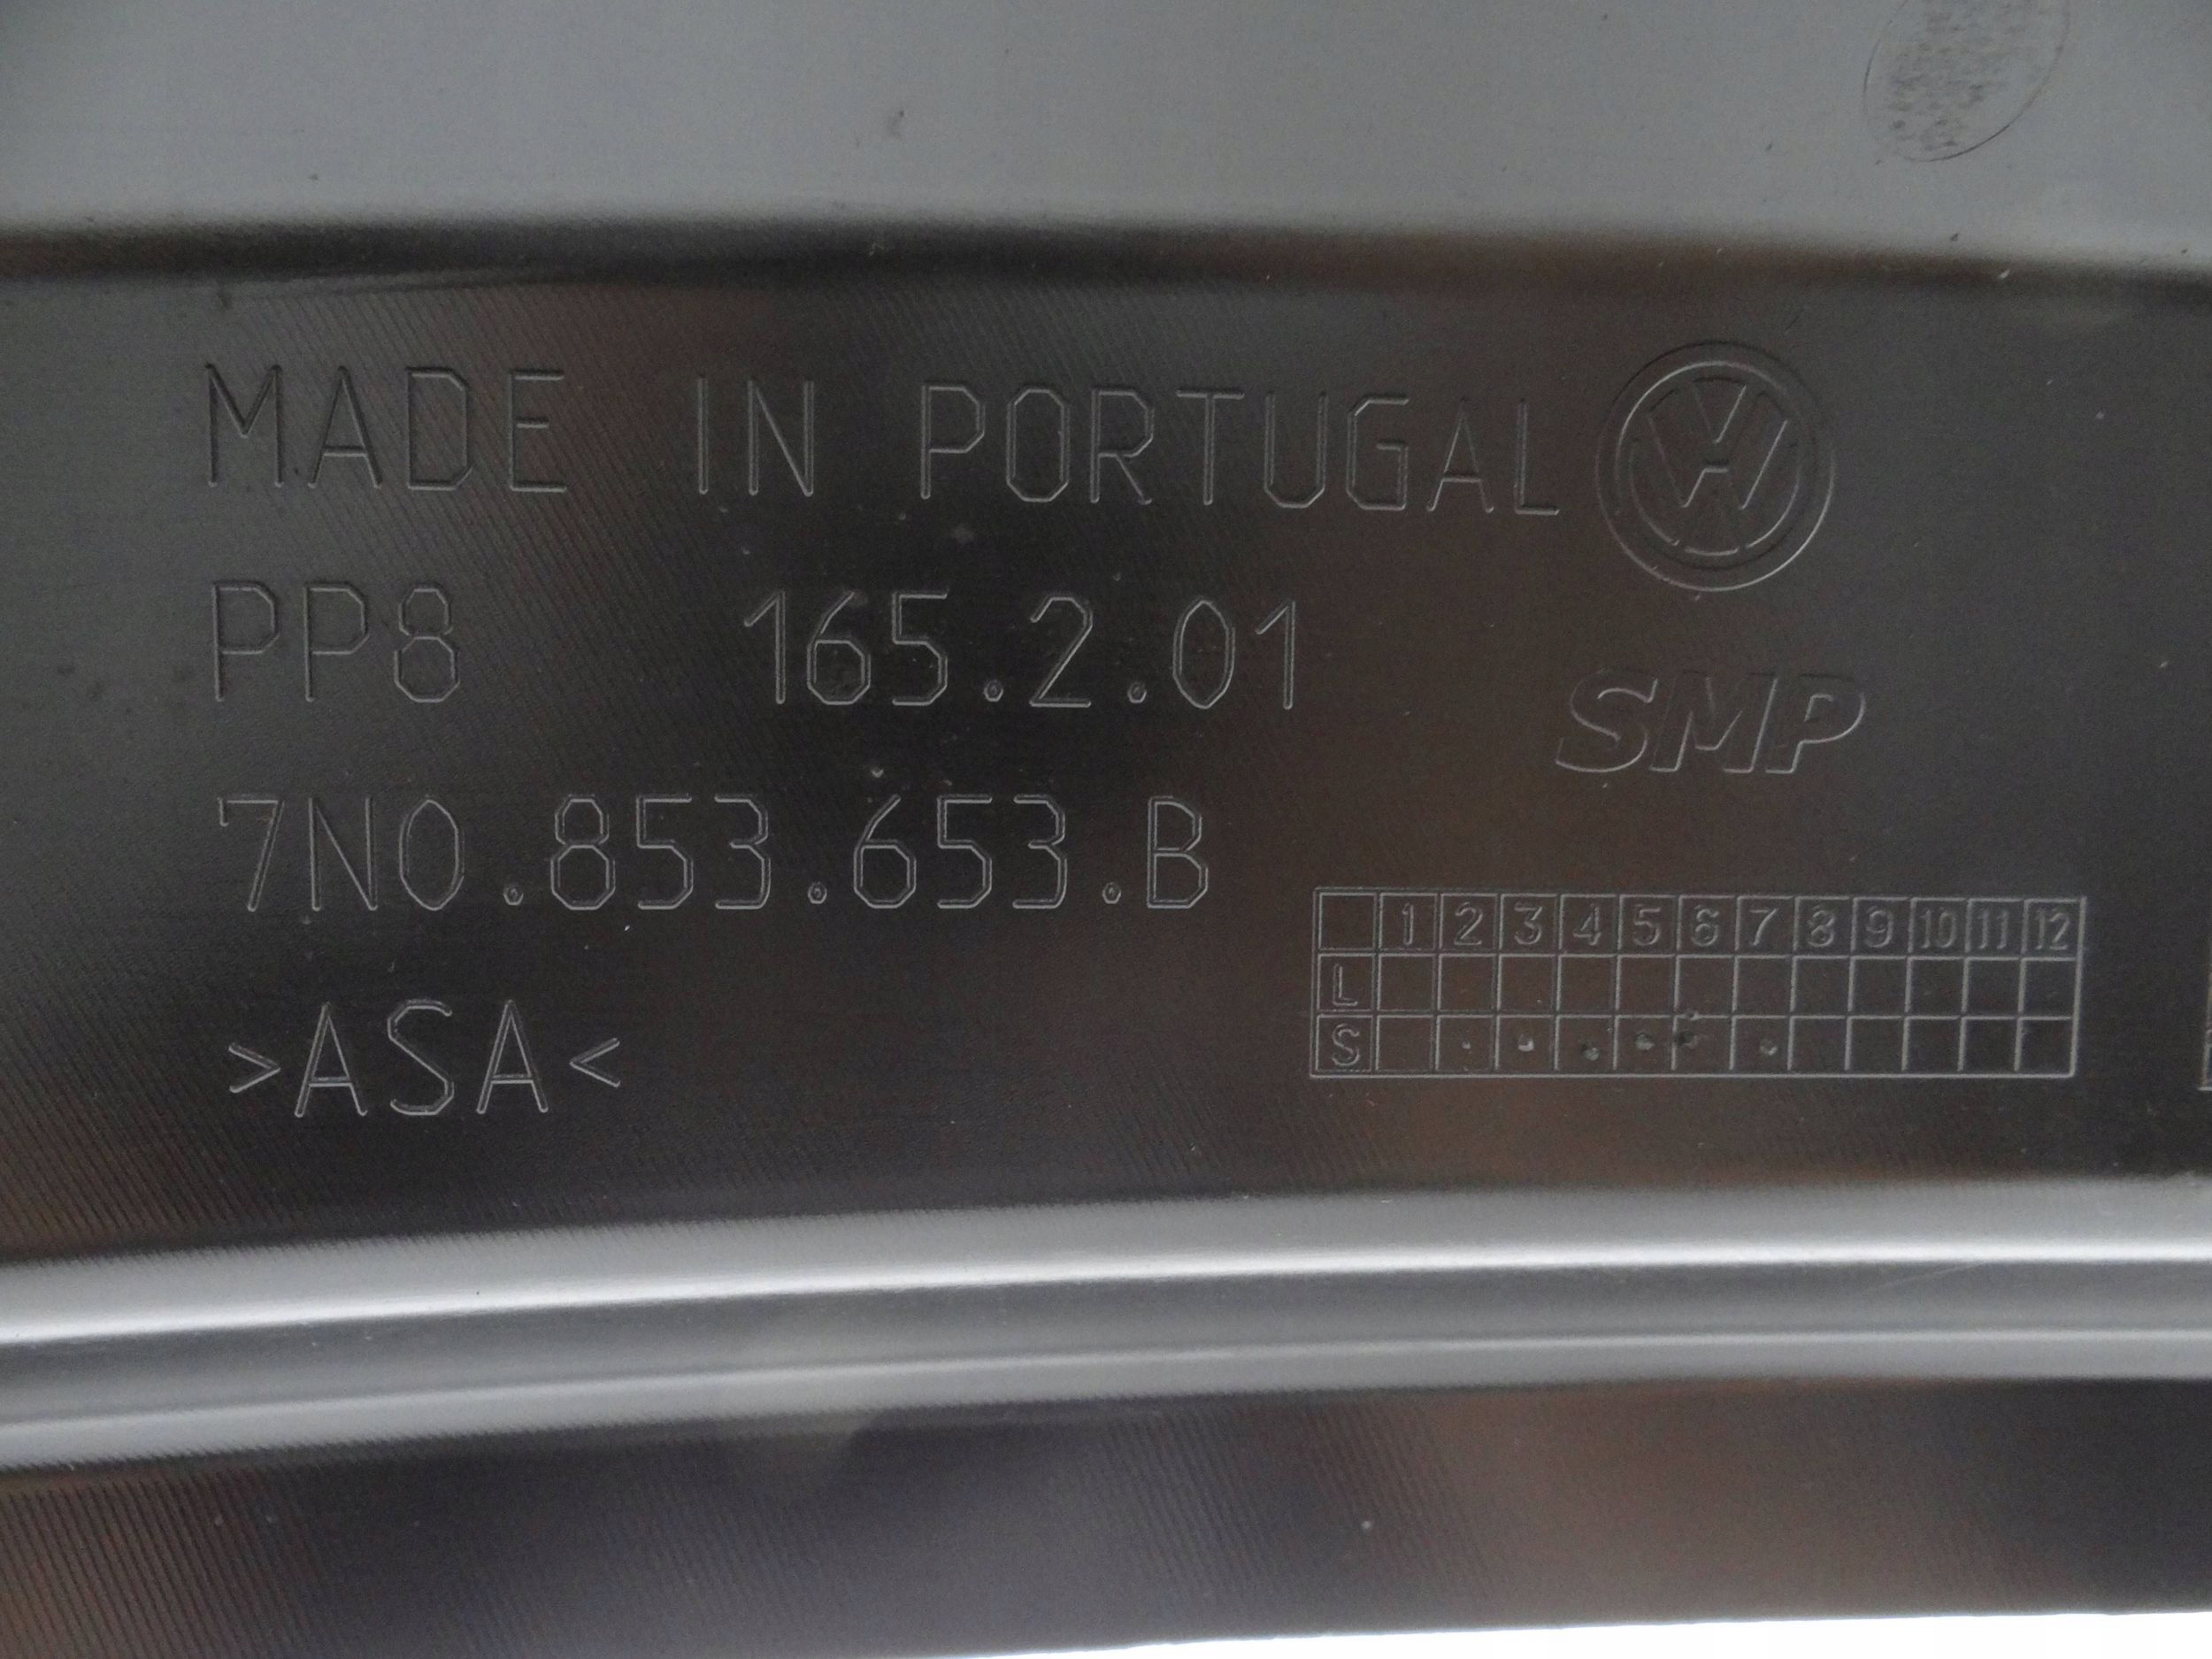 MADE IN PORTUGAL
PP8 165.2.01
SMP
7N0.853.653.B
1 2 3 4 5 6 7 8 9 10 11 12
L
S
>ASA<